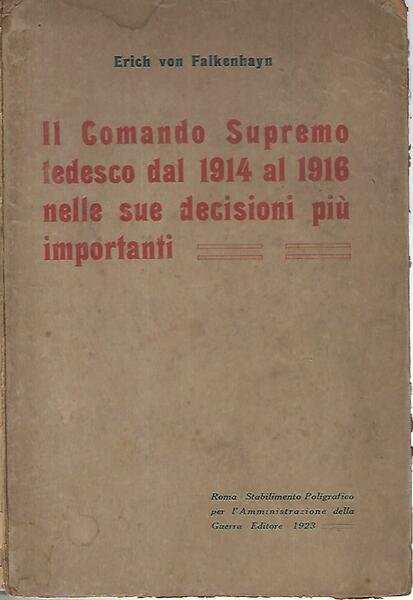 Erich von Falkenhayn
Il Comando Supremo
tedesco dal 1914 al 1916
nelle sue decisioni più
importanti
Roma Stabilimento Poligrafico
per l'Amministrazione della
Guerra Editore 1923